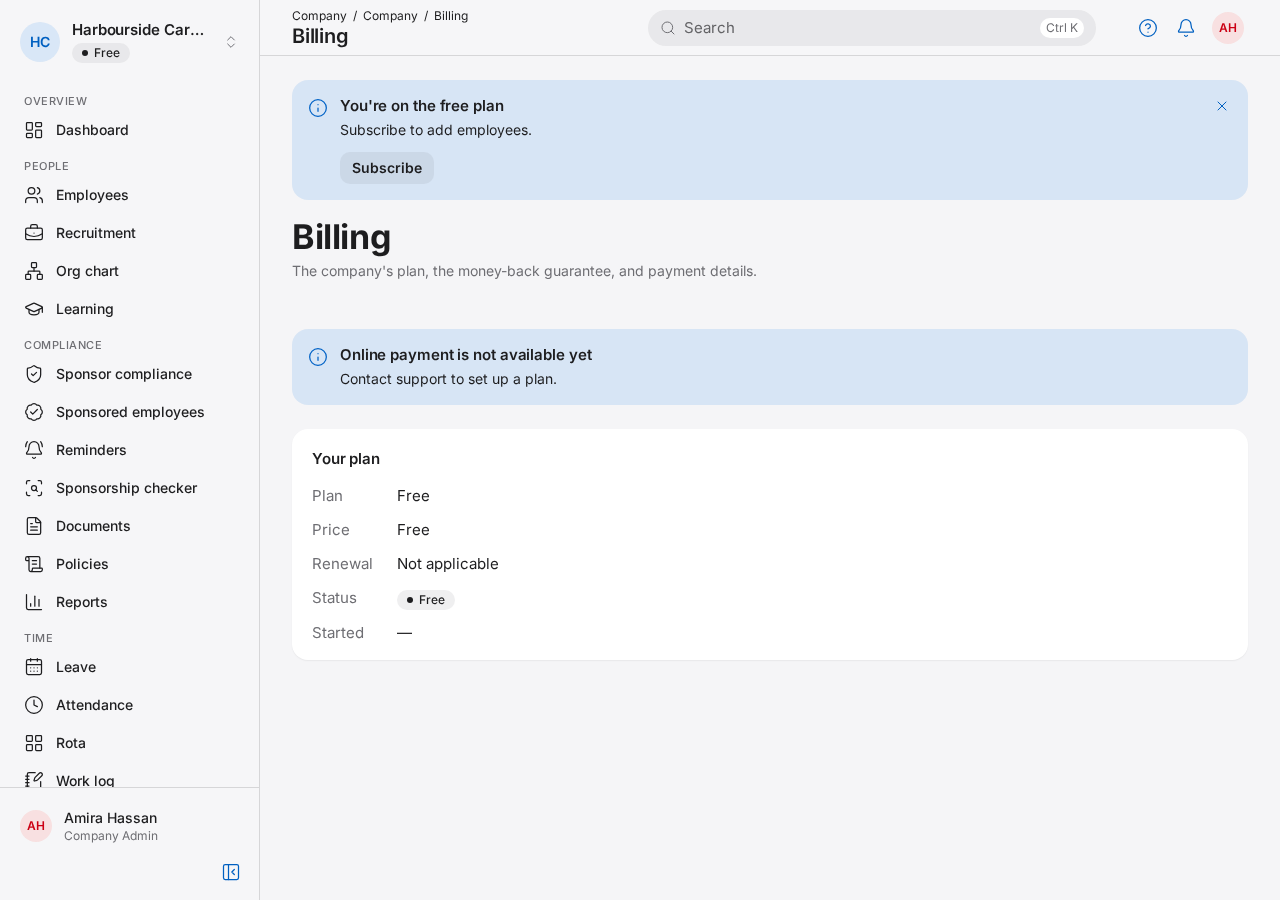 HC
Harbourside Car...
Free
OVERVIEW
Dashboard
PEOPLE
Employees
Recruitment
Org chart
Learning
COMPLIANCE
Sponsor compliance
Sponsored employees
Reminders
Sponsorship checker
Documents
Policies
Reports
TIME
Leave
Attendance
Rota
Work log
AH
Amira Hassan
Company Admin
Company / Company / Billing
Billing
Search
Ctrl K
AH
You're on the free plan
Subscribe to add employees.
Subscribe
Billing
The company's plan, the money-back guarantee, and payment details.
Online payment is not available yet
Contact support to set up a plan.
Your plan
Plan Free
Price Free
Renewal Not applicable
Status Free
Started —